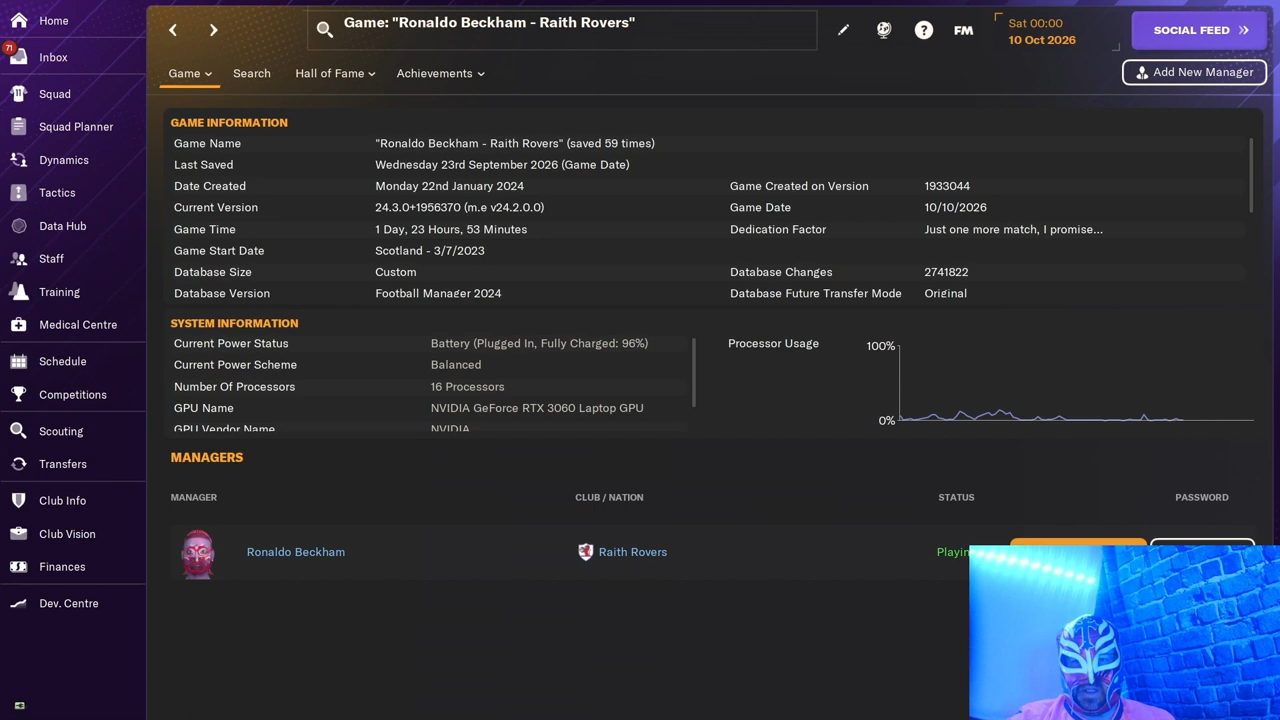 Home
71
Inbox
Squad
Squad Planner
Dynamics
Tactics
Data Hub
Staff
Training
Medical Centre
Schedule
Competitions
Scouting
Transfers
Club Info
Club Vision
Finances
Dev. Centre
Game: "Ronaldo Beckham - Raith Rovers"
FM
Sat 00:00
10 Oct 2026
SOCIAL FEED
Game Search Hall of Fame Achievements
Add New Manager
GAME INFORMATION
Game Name "Ronaldo Beckham - Raith Rovers" (saved 59 times)
Last Saved Wednesday 23rd September 2026 (Game Date)
Date Created Monday 22nd January 2024 Game Created on Version 1933044
Current Version 24.3.0+1956370 (m.e v24.2.0.0) Game Date 10/10/2026
Game Time 1 Day, 23 Hours, 53 Minutes Dedication Factor Just one more match, I promise...
Game Start Date Scotland - 3/7/2023
Database Size Custom Database Changes 2741822
Database Version Football Manager 2024 Database Future Transfer Mode Original
SYSTEM INFORMATION
Current Power Status Battery (Plugged In, Fully Charged: 96%)
Current Power Scheme Balanced
Number Of Processors 16 Processors
GPU Name NVIDIA GeForce RTX 3060 Laptop GPU
GPU Vendor Name NVIDIA
Processor Usage 100%
0%
MANAGERS
MANAGER CLUB / NATION STATUS PASSWORD
Ronaldo Beckham Raith Rovers Playin